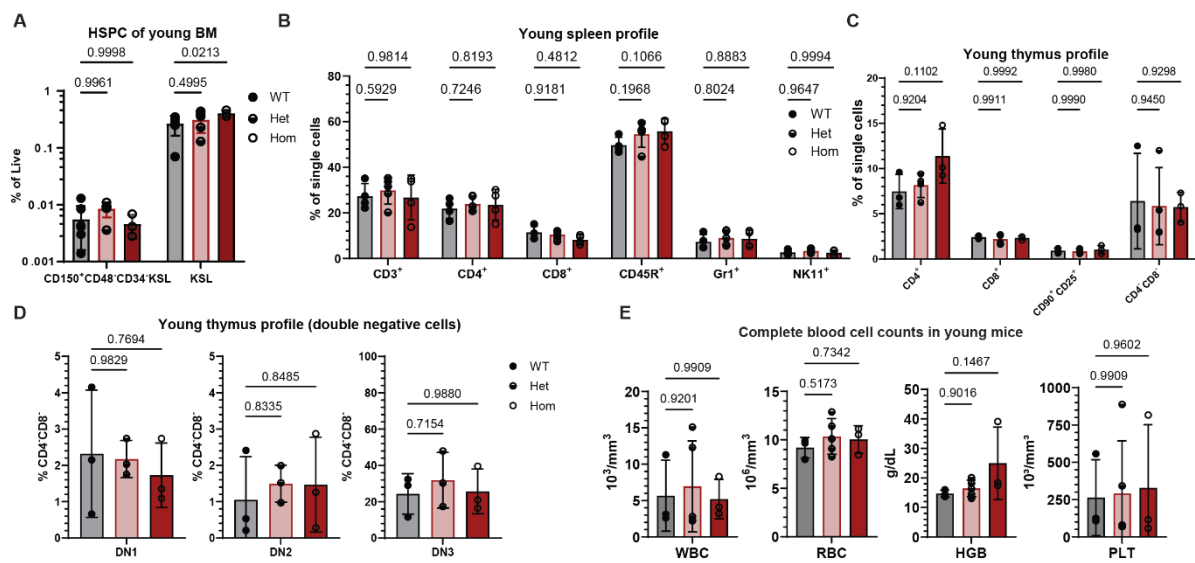 A
HSPC of young BM
0.9998
0.0213
0.9961
0.4995
% of Live
1
0.1
0.01
0.001
CD150⁺CD48⁻CD34⁻KSL
KSL
WT
Het
Hom
B
Young spleen profile
0.9814
0.8193
0.4812
0.1066
0.8883
0.9994
0.5929
0.7246
0.9181
0.1968
0.8024
0.9647
% of single cells
80
60
40
20
0
CD3⁺
CD4⁺
CD8⁺
CD45R⁺
Gr1⁺
NK11⁺
WT
Het
Hom
C
Young thymus profile
0.1102
0.9992
0.9980
0.9298
0.9204
0.9911
0.9990
0.9450
% of single cells
20
15
10
5
0
CD4⁺
CD8⁺
CD90⁺ CD25⁺
CD4⁻CD8⁻
D
Young thymus profile (double negative cells)
0.7694
0.9829
% CD4⁻CD8⁻
5
4
3
2
1
0
DN1
0.8485
0.8335
% CD4⁻CD8⁻
5
4
3
2
1
0
DN2
0.9880
0.7154
% CD4⁻CD8⁻
100
80
60
40
20
0
DN3
WT
Het
Hom
E
Complete blood cell counts in young mice
0.9909
0.9201
10³/mm³
20
15
10
5
0
WBC
0.7342
0.5173
10⁶/mm³
20
15
10
5
0
RBC
0.1467
0.9016
g/dL
60
40
20
0
HGB
0.9602
0.9909
10³/mm³
1000
500
0
PLT
WT
Het
Hom